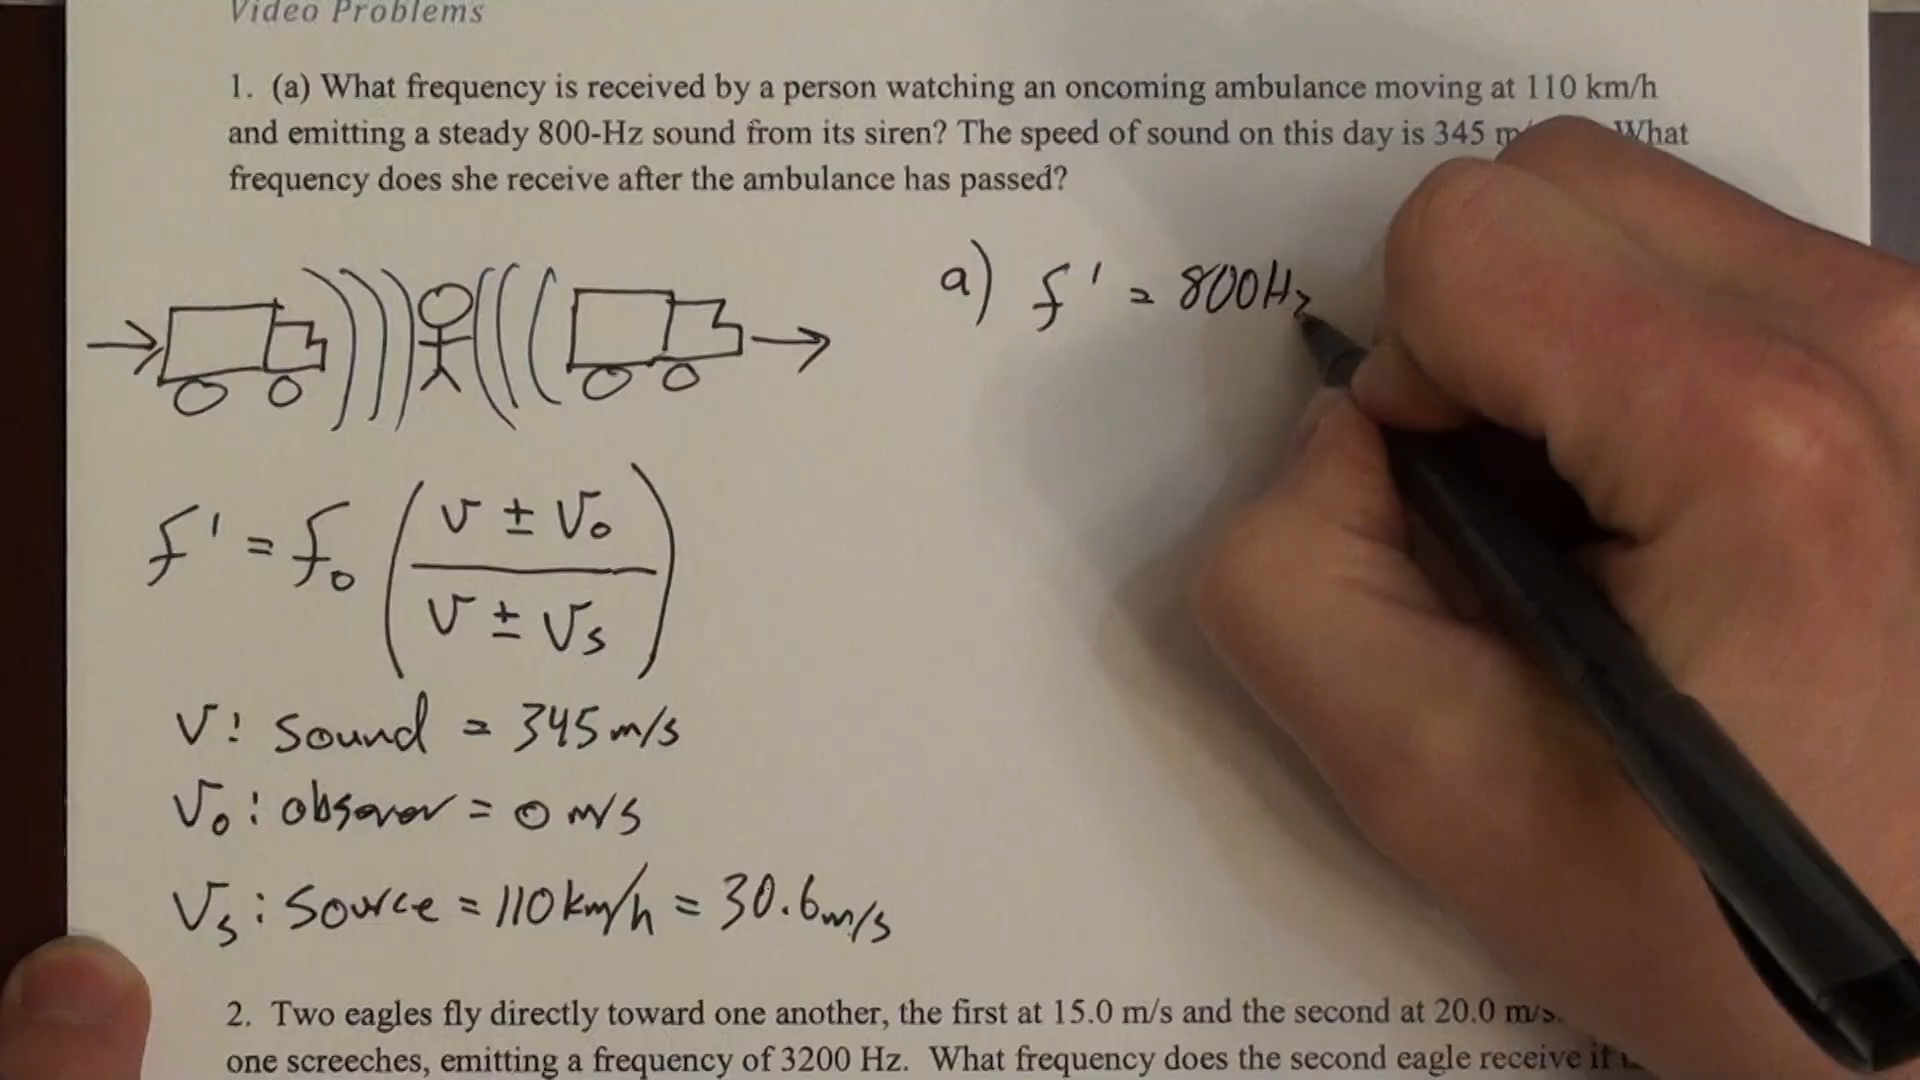 Video Problems
1. (a) What frequency is received by a person watching an oncoming ambulance moving at 110 km/h
and emitting a steady 800-Hz sound from its siren? The speed of sound on this day is 345 What
frequency does she receive after the ambulance has passed?
a) f' = 800Hz
f' = f₀ (v ± v₀ / v ± vₛ)
v: sound = 345 m/s
v₀: observer = 0 m/s
vₛ: source = 110 km/h = 30.6 m/s
2. Two eagles fly directly toward one another, the first at 15.0 m/s and the second at 20.0 m/s.
one screeches, emitting a frequency of 3200 Hz. What frequency does the second eagle receive if